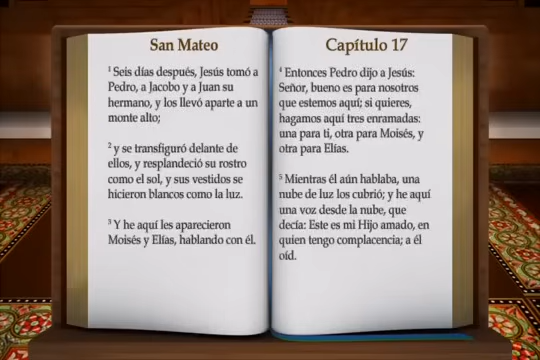 San Mateo
¹ Seis días después, Jesús tomó a
Pedro, a Jacobo y a Juan su
hermano, y los llevó aparte a un
monte alto;
² y se transfiguró delante de
ellos, y resplandeció su rostro
como el sol, y sus vestidos se
hicieron blancos como la luz.
³ Y he aquí les aparecieron
Moisés y Elías, hablando con él.
Capítulo 17
⁴ Entonces Pedro dijo a Jesús:
Señor, bueno es para nosotros
que estemos aquí; si quieres,
hagamos aquí tres enramadas:
una para ti, otra para Moisés, y
otra para Elías.
⁵ Mientras él aún hablaba, una
nube de luz los cubrió; y he aquí
una voz desde la nube, que
decía: Este es mi Hijo amado, en
quien tengo complacencia; a él
oíd.